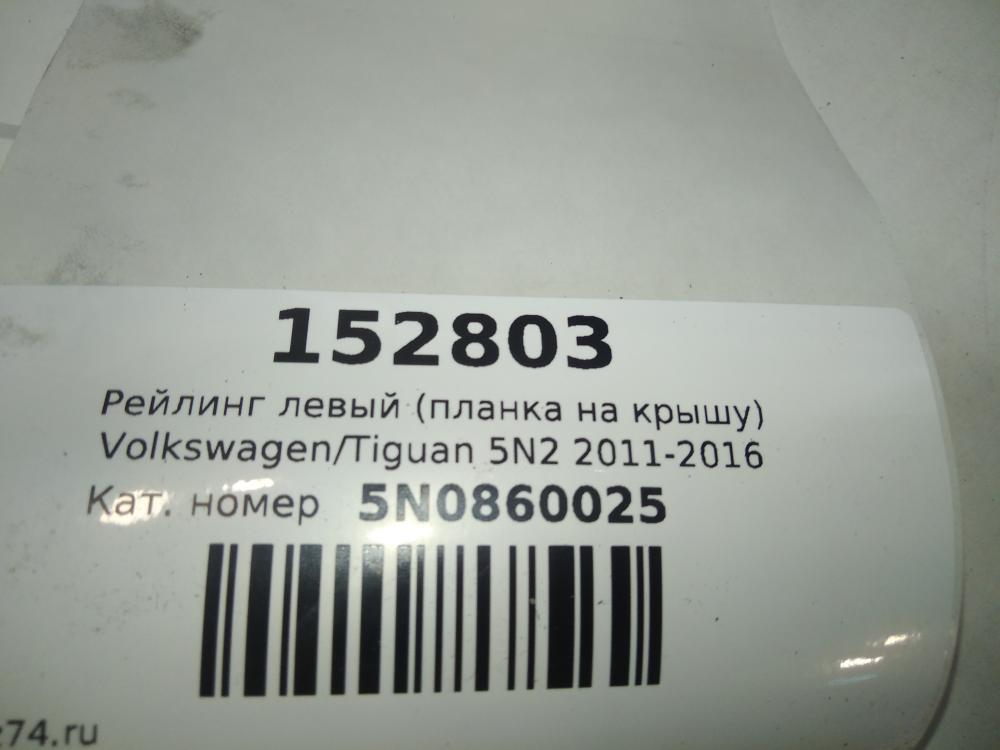 152803
Рейлинг левый (планка на крышу)
Volkswagen/Tiguan 5N2 2011-2016
Кат. номер 5N0860025
74.ru